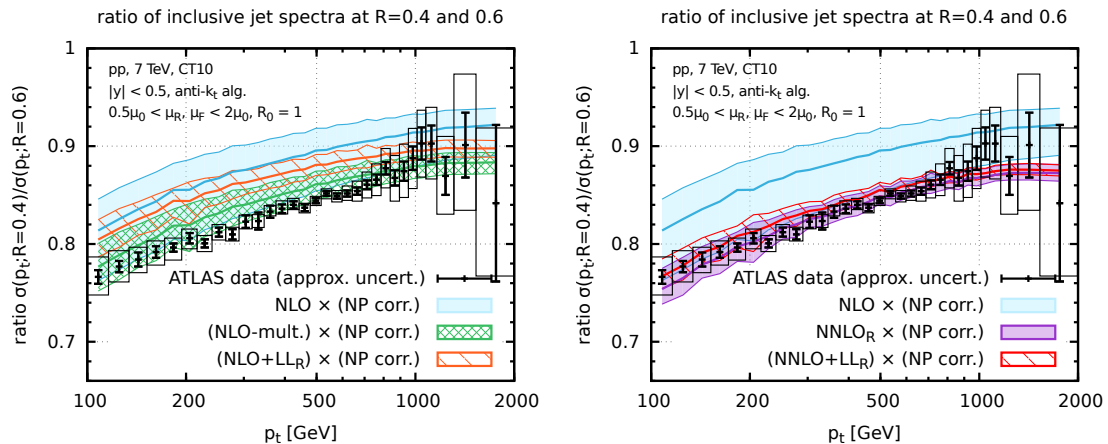 ratio of inclusive jet spectra at R=0.4 and 0.6
ratio σ(pt;R=0.4)/σ(pt;R=0.6)
1
0.9
0.8
0.7
pp, 7 TeV, CT10
|y| < 0.5, anti-kt alg.
0.5μ0 < μR, μF < 2μ0, R0 = 1
ATLAS data (approx. uncert.)
NLO × (NP corr.)
(NLO-mult.) × (NP corr.)
(NLO+LLR) × (NP corr.)
100 200 500 1000 2000
pt [GeV]
ratio of inclusive jet spectra at R=0.4 and 0.6
ratio σ(pt;R=0.4)/σ(pt;R=0.6)
1
0.9
0.8
0.7
pp, 7 TeV, CT10
|y| < 0.5, anti-kt alg.
0.5μ0 < μR, μF < 2μ0, R0 = 1
ATLAS data (approx. uncert.)
NLO × (NP corr.)
NNLOR × (NP corr.)
(NNLO+LLR) × (NP corr.)
100 200 500 1000 2000
pt [GeV]